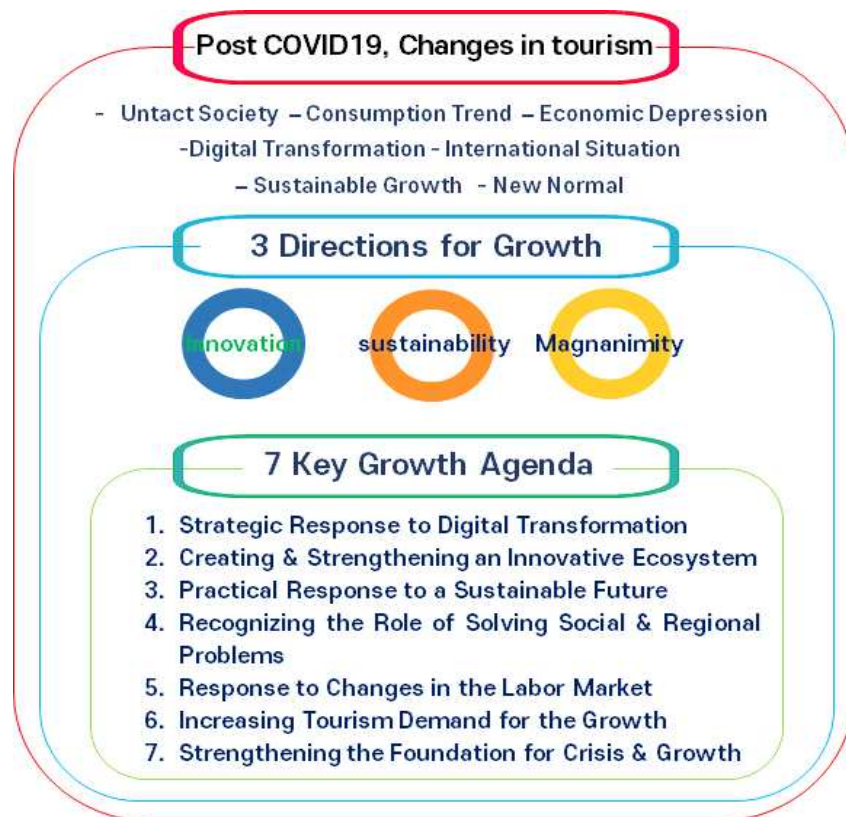 Post COVID19, Changes in tourism
- Untact Society – Consumption Trend – Economic Depression
-Digital Transformation - International Situation
– Sustainable Growth - New Normal
3 Directions for Growth
Innovation sustainability Magnanimity
7 Key Growth Agenda
1. Strategic Response to Digital Transformation
2. Creating & Strengthening an Innovative Ecosystem
3. Practical Response to a Sustainable Future
4. Recognizing the Role of Solving Social & Regional
Problems
5. Response to Changes in the Labor Market
6. Increasing Tourism Demand for the Growth
7. Strengthening the Foundation for Crisis & Growth